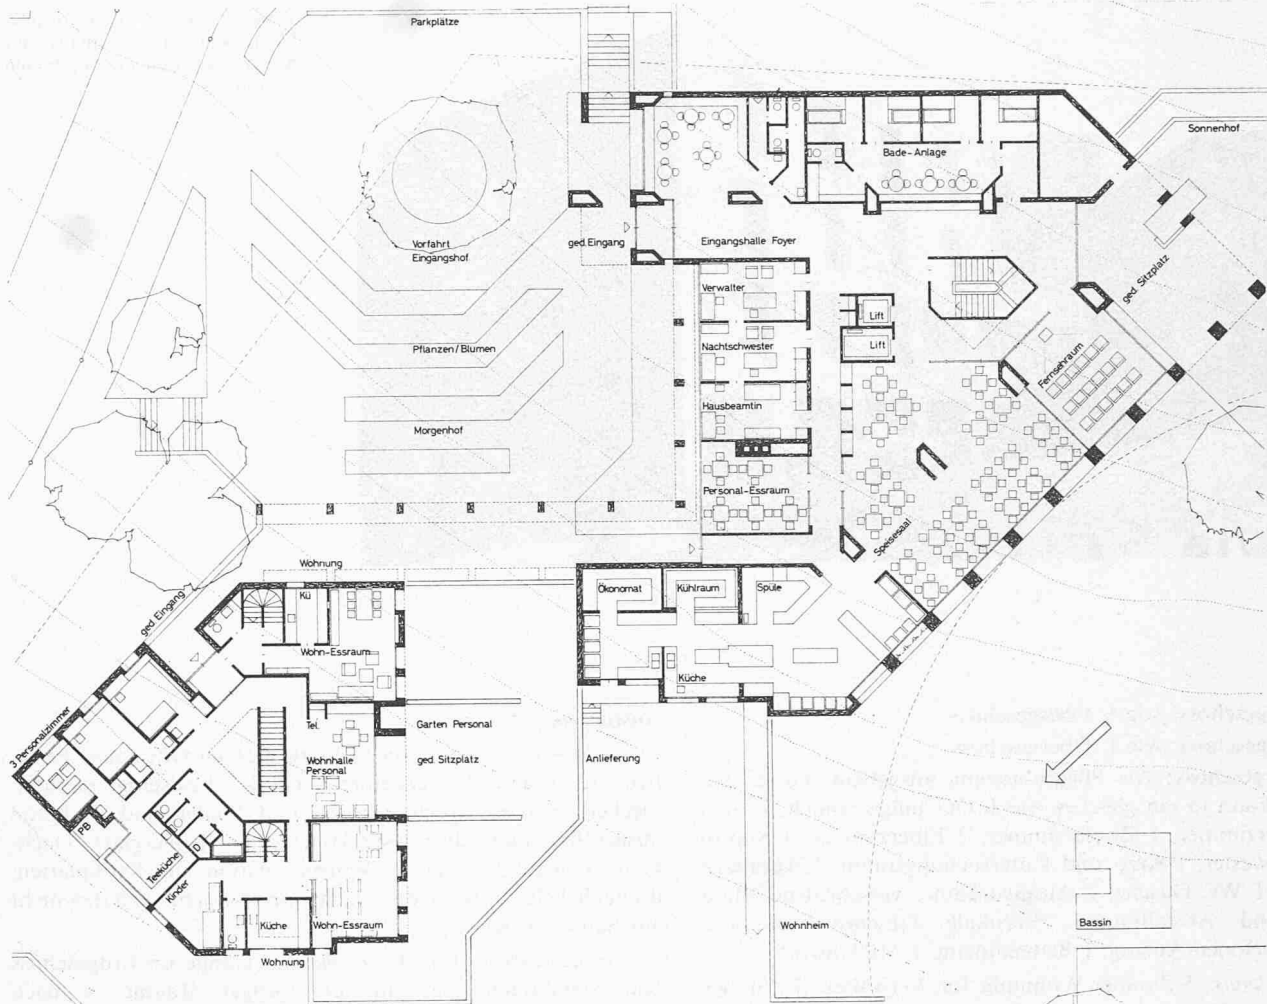 Parkplätze
Sonnenhof
Bade-Anlage
Vorfahrt
Eingangshof
ged. Eingang
Eingangshalle Foyer
ged. Sitzplatz
Verwalter
Lift
Lift
Nachtschwester
Pflanzen/Blumen
Fernsehraum
Hausbeamtin
Morgenhof
Personal-Essraum
Speisesaal
Wohnung
Ökonomat
Kühlraum
Spüle
ged. Eingang
Kü
Wohn-Essraum
Küche
3 Personalzimmer
Tel.
Garten Personal
Wohnhalle
Personal
ged. Sitzplatz
Anlieferung
PB
Teeküche
D
Kinder
Küche
Wohn-Essraum
Wohnheim
Bassin
Wohnung